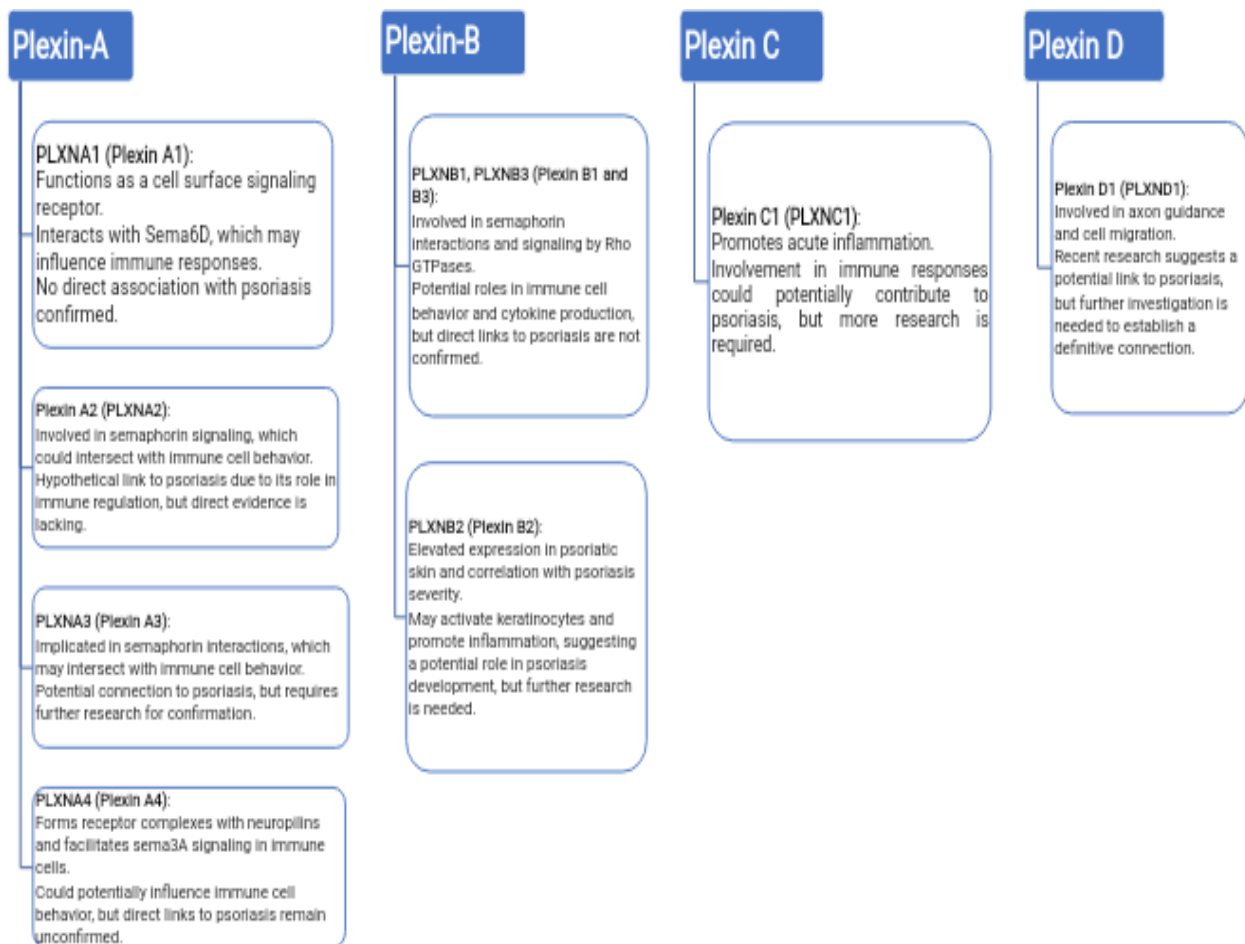 Plexin-A
PLXNA1 (Plexin A1):
Functions as a cell surface signaling
receptor.
Interacts with Sema6D, which may
influence immune responses.
No direct association with psoriasis
confirmed.
Plexin A2 (PLXNA2):
Involved in semaphorin signaling, which
could intersect with immune cell behavior.
Hypothetical link to psoriasis due to its role in
immune regulation, but direct evidence is
lacking.
PLXNA3 (Plexin A3):
Implicated in semaphorin interactions, which
may intersect with immune cell behavior.
Potential connection to psoriasis, but requires
further research for confirmation.
PLXNA4 (Plexin A4):
Forms receptor complexes with neuropilins
and facilitates sema3A signaling in immune
cells.
Could potentially influence immune cell
behavior, but direct links to psoriasis remain
unconfirmed.
Plexin-B
PLXNB1, PLXNB3 (Plexin B1 and
B3):
Involved in semaphorin
interactions and signaling by Rho
GTPases.
Potential roles in immune cell
behavior and cytokine production,
but direct links to psoriasis are not
confirmed.
PLXNB2 (Plexin B2):
Elevated expression in psoriatic
skin and correlation with psoriasis
severity.
May activate keratinocytes and
promote inflammation, suggesting
a potential role in psoriasis
development, but further research
is needed.
Plexin C
Plexin C1 (PLXNC1):
Promotes acute inflammation.
Involvement in immune responses
could potentially contribute to
psoriasis, but more research is
required.
Plexin D
Plexin D1 (PLXND1):
Involved in axon guidance
and cell migration.
Recent research suggests a
potential link to psoriasis,
but further investigation is
needed to establish a
definitive connection.